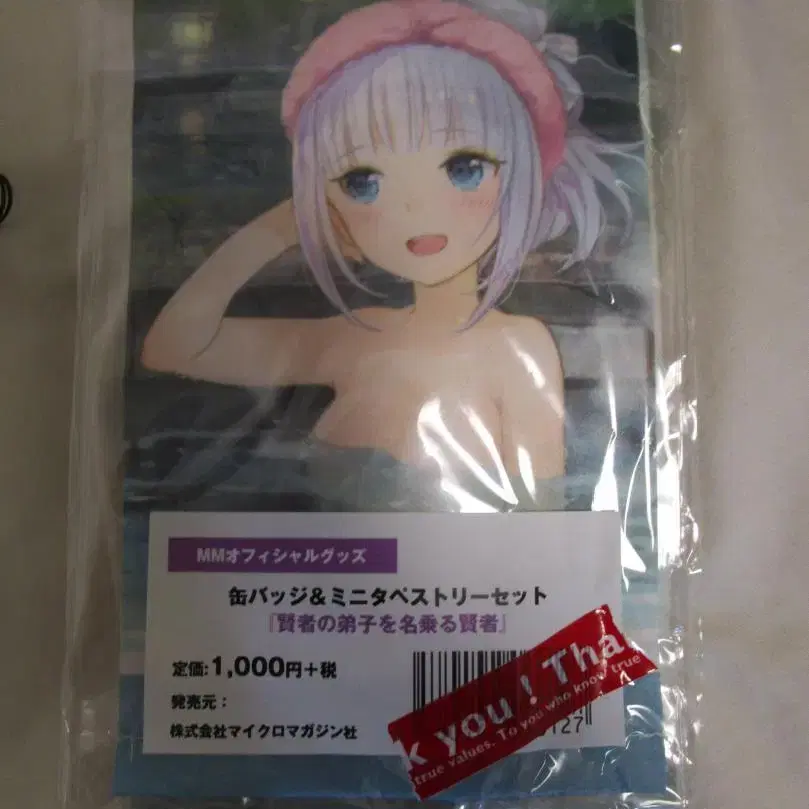 MMオフィシャルグッズ
缶バッジ&ミニタペストリーセット
『賢者の弟子を名乗る賢者』
定価:1,000円+税
発売元:
株式会社マイクロマガジン社
k you! Tha
true values. To you who know true
127